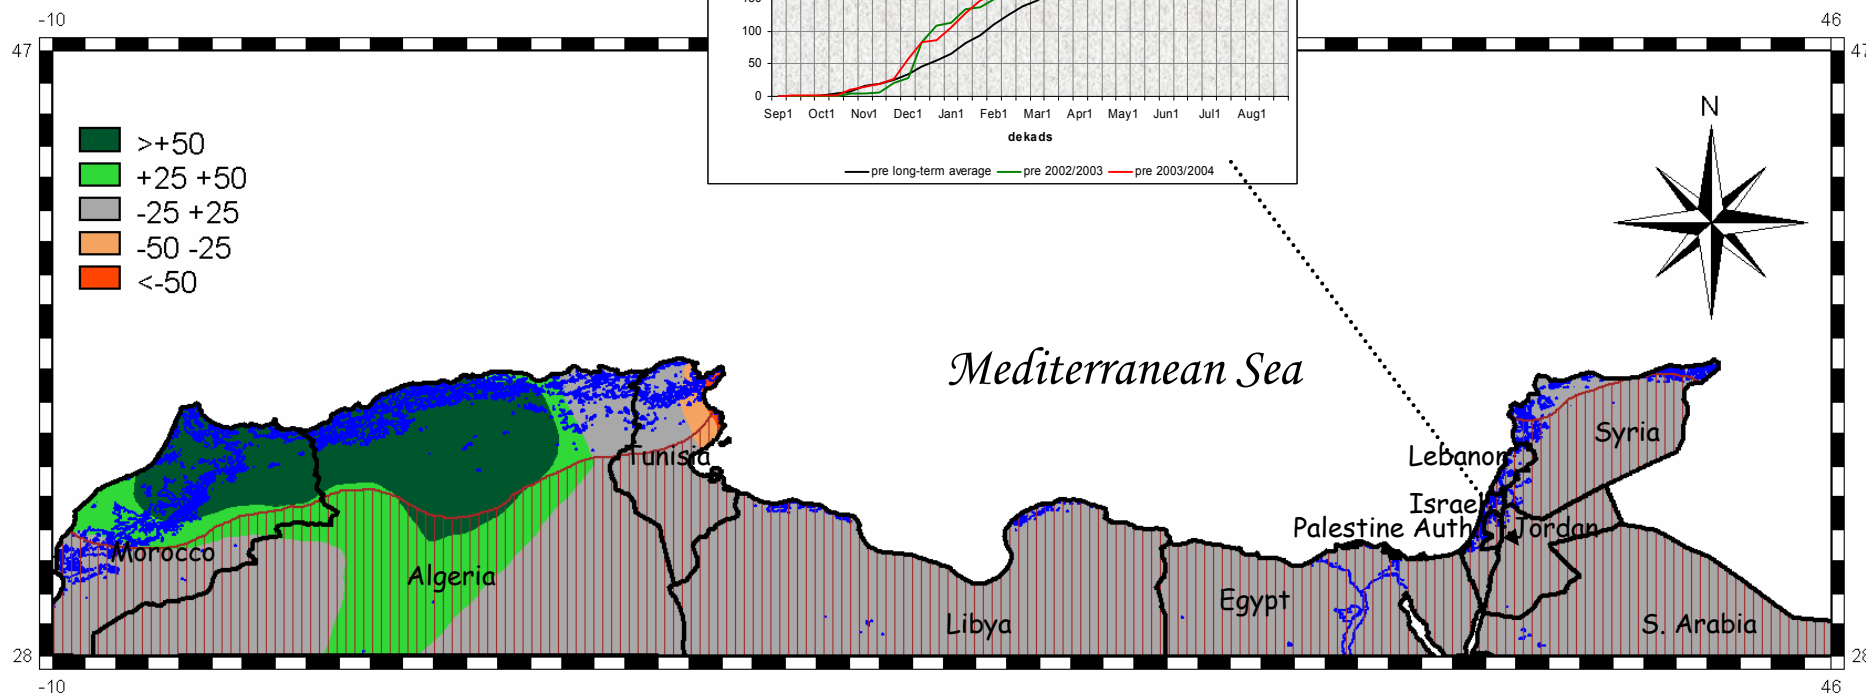 -10
46
47
47
150
100
50
0
Sep1 Oct1 Nov1 Dec1 Jan1 Feb1 Mar1 Apr1 May1 Jun1 Jul1 Aug1
dekads
pre long-term average pre 2002/2003 pre 2003/2004
N
>+50
+25 +50
-25 +25
-50 -25
<-50
Mediterranean Sea
Syria
Tunisia
Lebanon
Israel
Palestine Auth
Jordan
Morocco
Algeria
Egypt
Libya
S. Arabia
28
28
-10
46